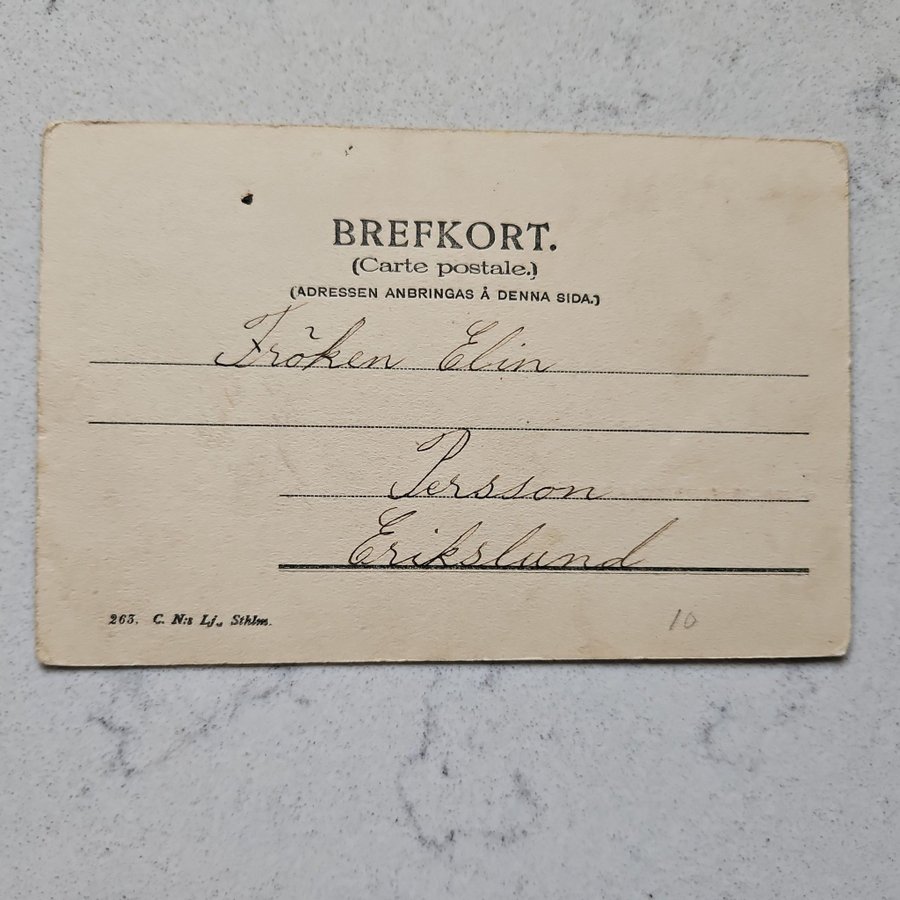 BREFKORT.
(Carte postale.)
(ADRESSEN ANBRINGAS Å DENNA SIDA.)
Fröken Elin
Persson
Erikslund
263. C. N:s Lj., Sthlm.
10